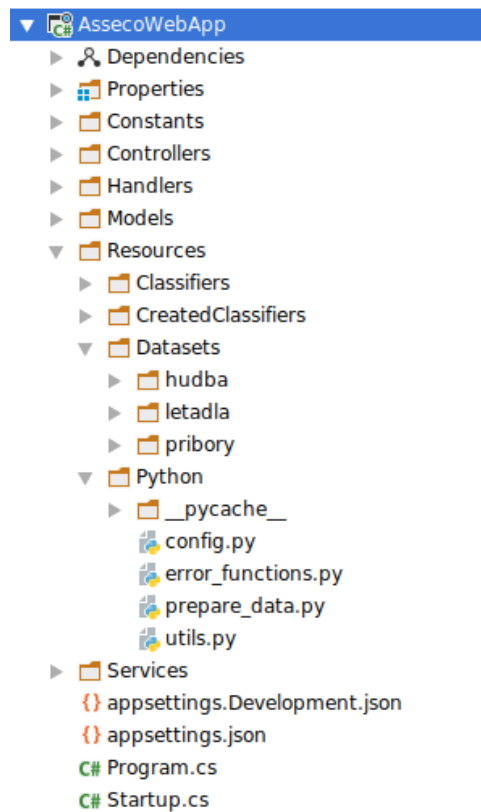 AssecoWebApp
Dependencies
Properties
Constants
Controllers
Handlers
Models
Resources
Classifiers
CreatedClassifiers
Datasets
hudba
letadla
pribory
Python
__pycache__
config.py
error_functions.py
prepare_data.py
utils.py
Services
{} appsettings.Development.json
{} appsettings.json
C# Program.cs
C# Startup.cs